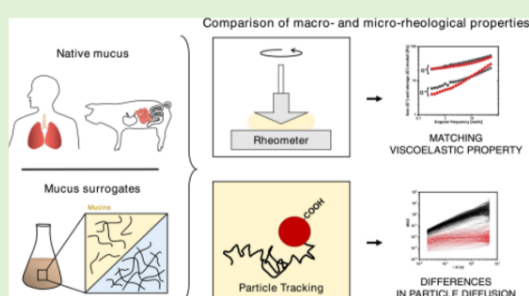 Comparison of macro- and micro-rheological properties
Native mucus
Rheometer
MATCHING
VISCOELASTIC PROPERTY
Mucus surrogates
Mucins
COOH
Particle Tracking
DIFFERENCES
IN PARTICLE DIFFUSION